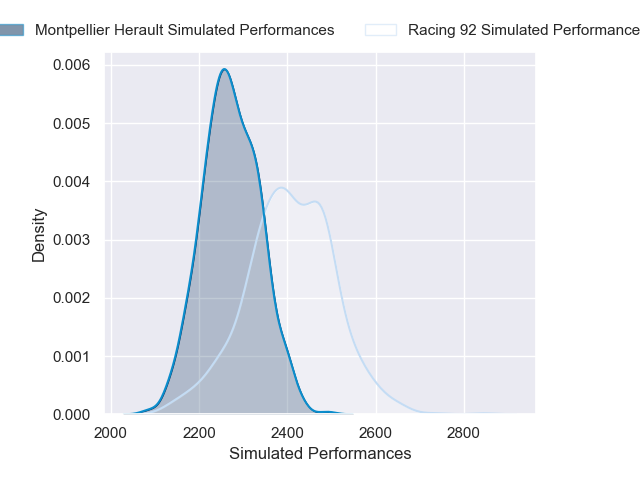 Montpellier Herault Simulated Performances Racing 92 Simulated Performance
0.006
0.005
0.004
0.003
0.002
0.001
0.000
Density
2000 2200 2400 2600 2800
Simulated Performances